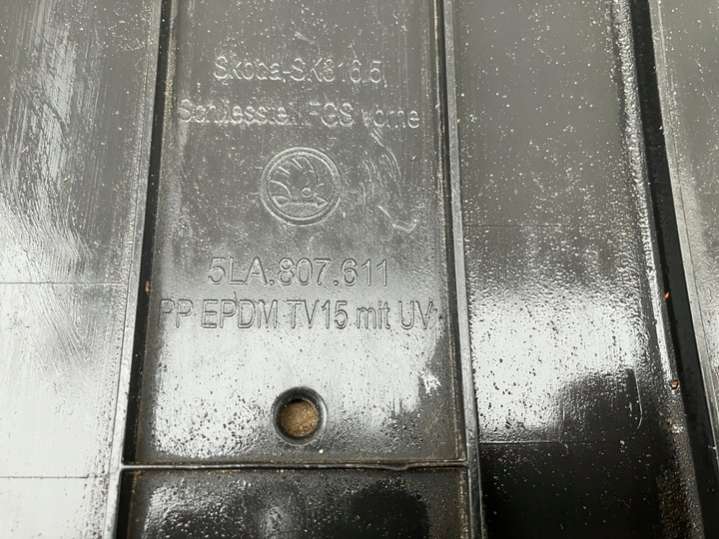 Skoda-SK316.5
Schliessteil FGS vorne
5LA.807.611
PP EPDM TV15 mit UV